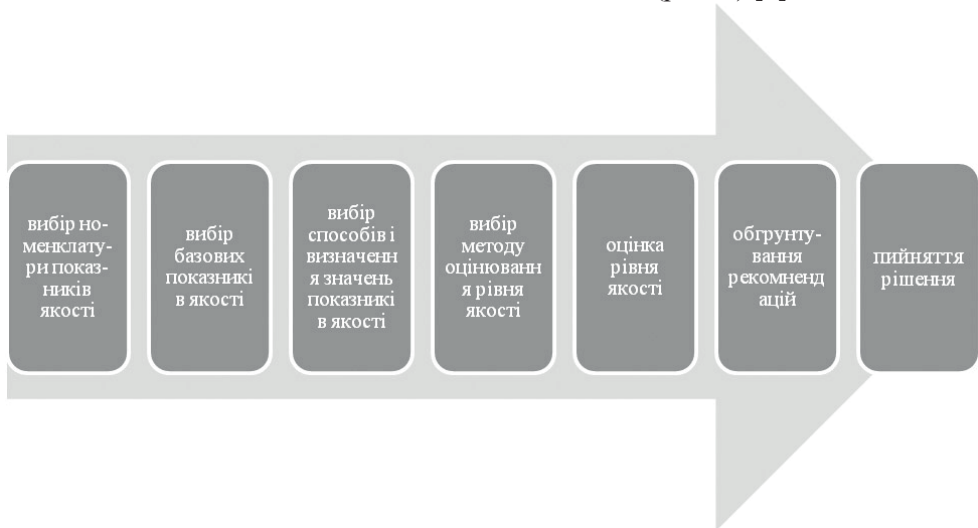 вибір но-
менклату-
ри показ-
ників
якості
вибір
базових
показникі
в якості
вибір
способів і
визначенн
я значень
показникі
в якості
вибір
методу
оцінюванн
я рівня
якості
оцінка
рівня
якості
обгрунту-
вання
рекоменд
ацій
пийняття
рішення